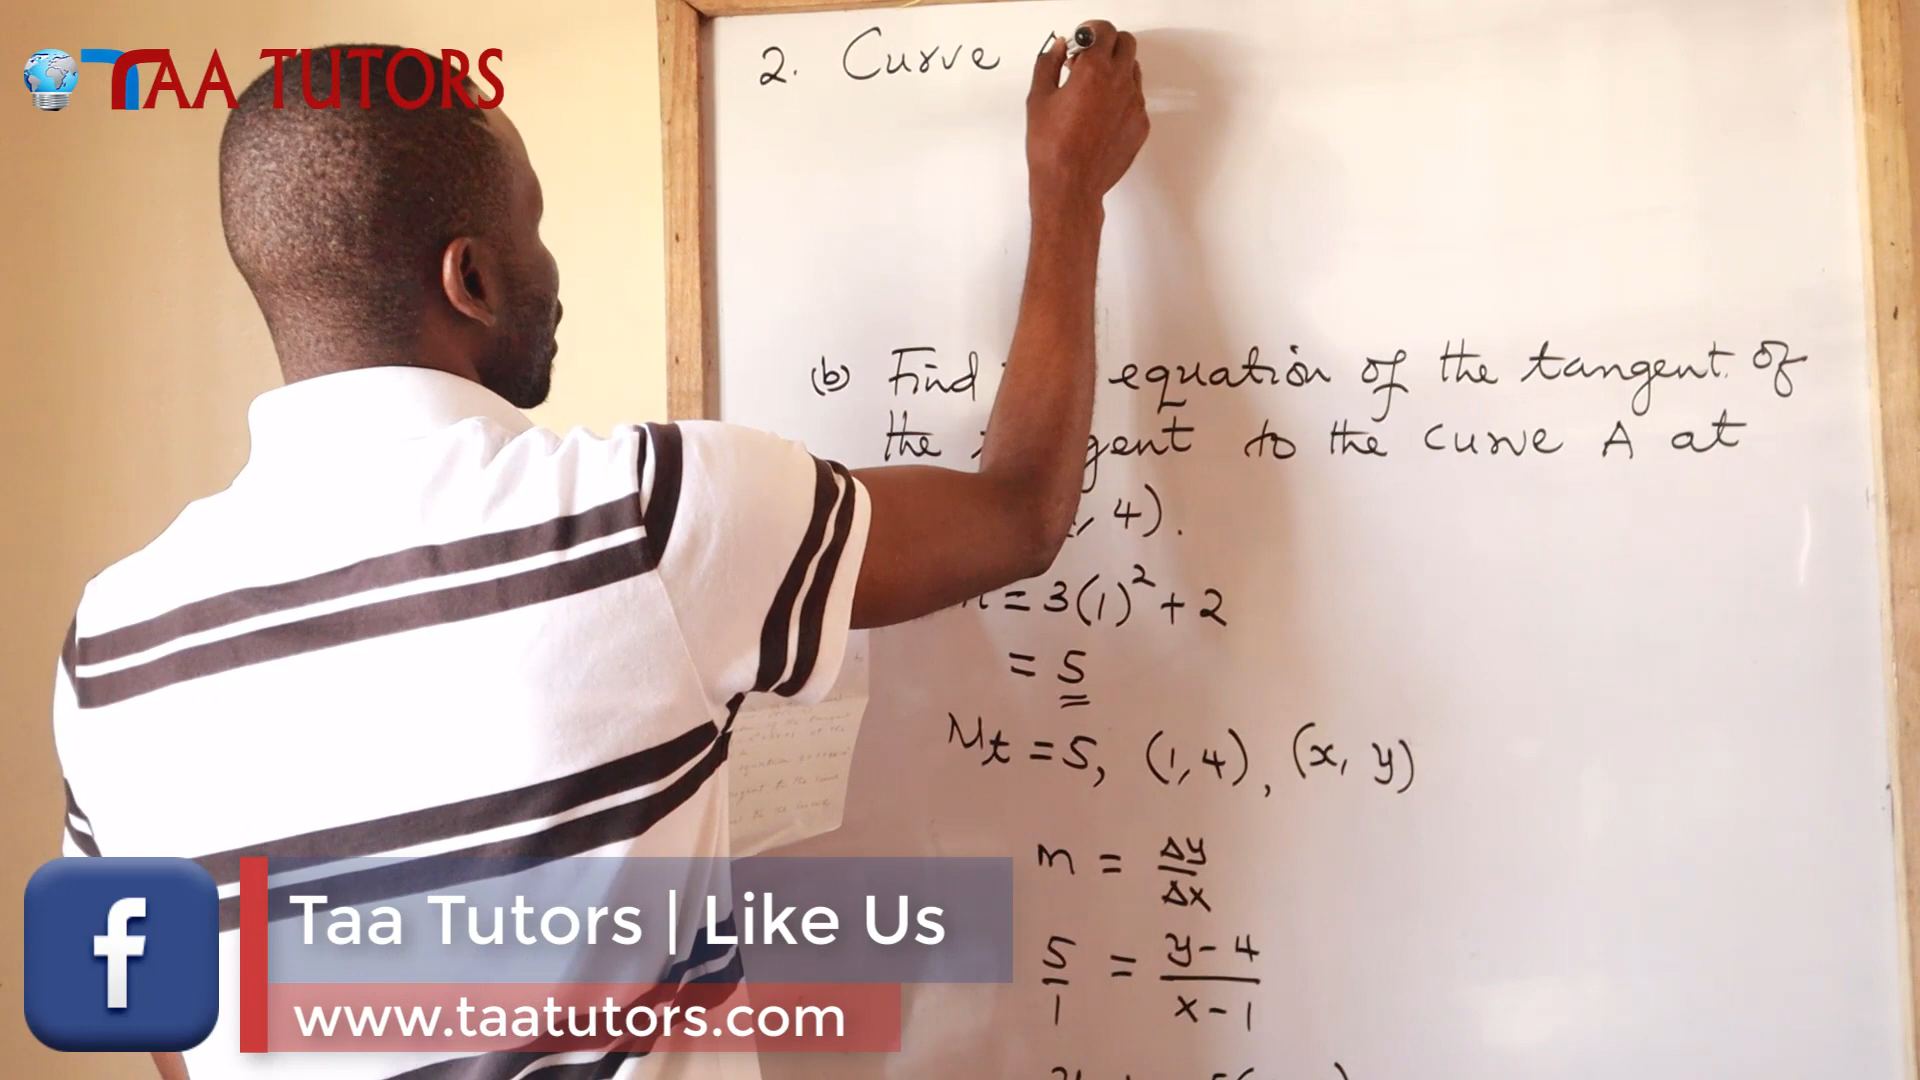 TAA TUTORS
2. Curve
(b) Find equation of the tangent of
the to the curve A at
, 4).
= 3(1)² + 2
= 5
Mt = 5, (1,4), (x, y)
m = Δy/Δx
5/1 = y-4/x-1
f
Taa Tutors | Like Us
www.taatutors.com